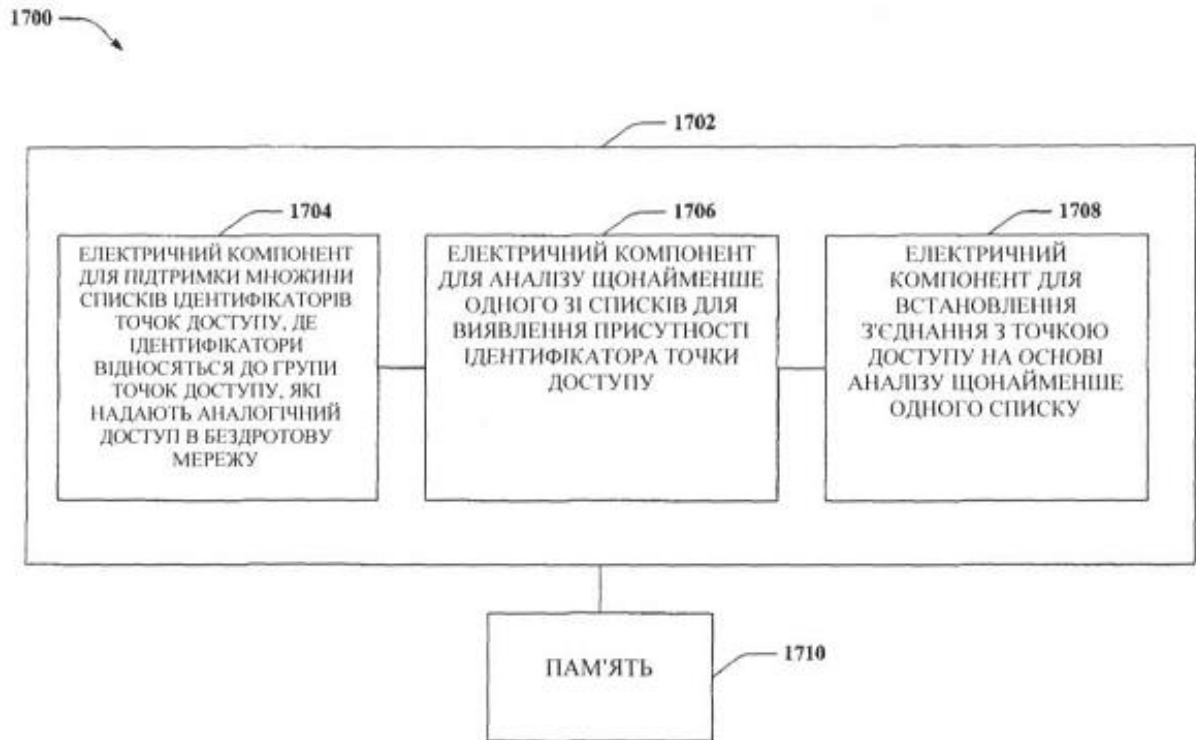 1700
1702
1704
1706
1708
ЕЛЕКТРИЧНИЙ КОМПОНЕНТ
ДЛЯ ПІДТРИМКИ МНОЖИНИ
СПИСКІВ ІДЕНТИФІКАТОРІВ
ТОЧОК ДОСТУПУ, ДЕ
ІДЕНТИФІКАТОРИ
ВІДНОСЯТЬСЯ ДО ГРУПИ
ТОЧОК ДОСТУПУ, ЯКІ
НАДАЮТЬ АНАЛОГІЧНИЙ
ДОСТУП В БЕЗДРОТОВУ
МЕРЕЖУ
ЕЛЕКТРИЧНИЙ КОМПОНЕНТ
ДЛЯ АНАЛІЗУ ЩОНАЙМЕНШЕ
ОДНОГО ЗІ СПИСКІВ ДЛЯ
ВИЯВЛЕННЯ ПРИСУТНОСТІ
ІДЕНТИФІКАТОРА ТОЧКИ
ДОСТУПУ
ЕЛЕКТРИЧНИЙ
КОМПОНЕНТ ДЛЯ
ВСТАНОВЛЕННЯ
З'ЄДНАННЯ З ТОЧКОЮ
ДОСТУПУ НА ОСНОВІ
АНАЛІЗУ ЩОНАЙМЕНШЕ
ОДНОГО СПИСКУ
ПАМ'ЯТЬ
1710